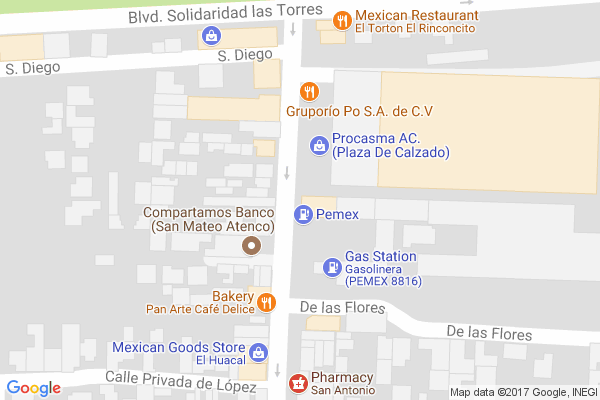 Blvd. Solidaridad las Torres
Mexican Restaurant
El Torton El Rinconcito
S. Diego
S. Diego
Gruporío Po S.A. de C.V
Procasma AC.
(Plaza De Calzado)
Compartamos Banco
(San Mateo Atenco)
Pemex
Gas Station
Gasolinera
(PEMEX 8816)
Bakery
Pan Arte Café Delice
De las Flores
De las Flores
Mexican Goods Store
El Huacal
Calle Privada de López
Pharmacy
San Antonio
Google
Map data ©2017 Google, INEGI